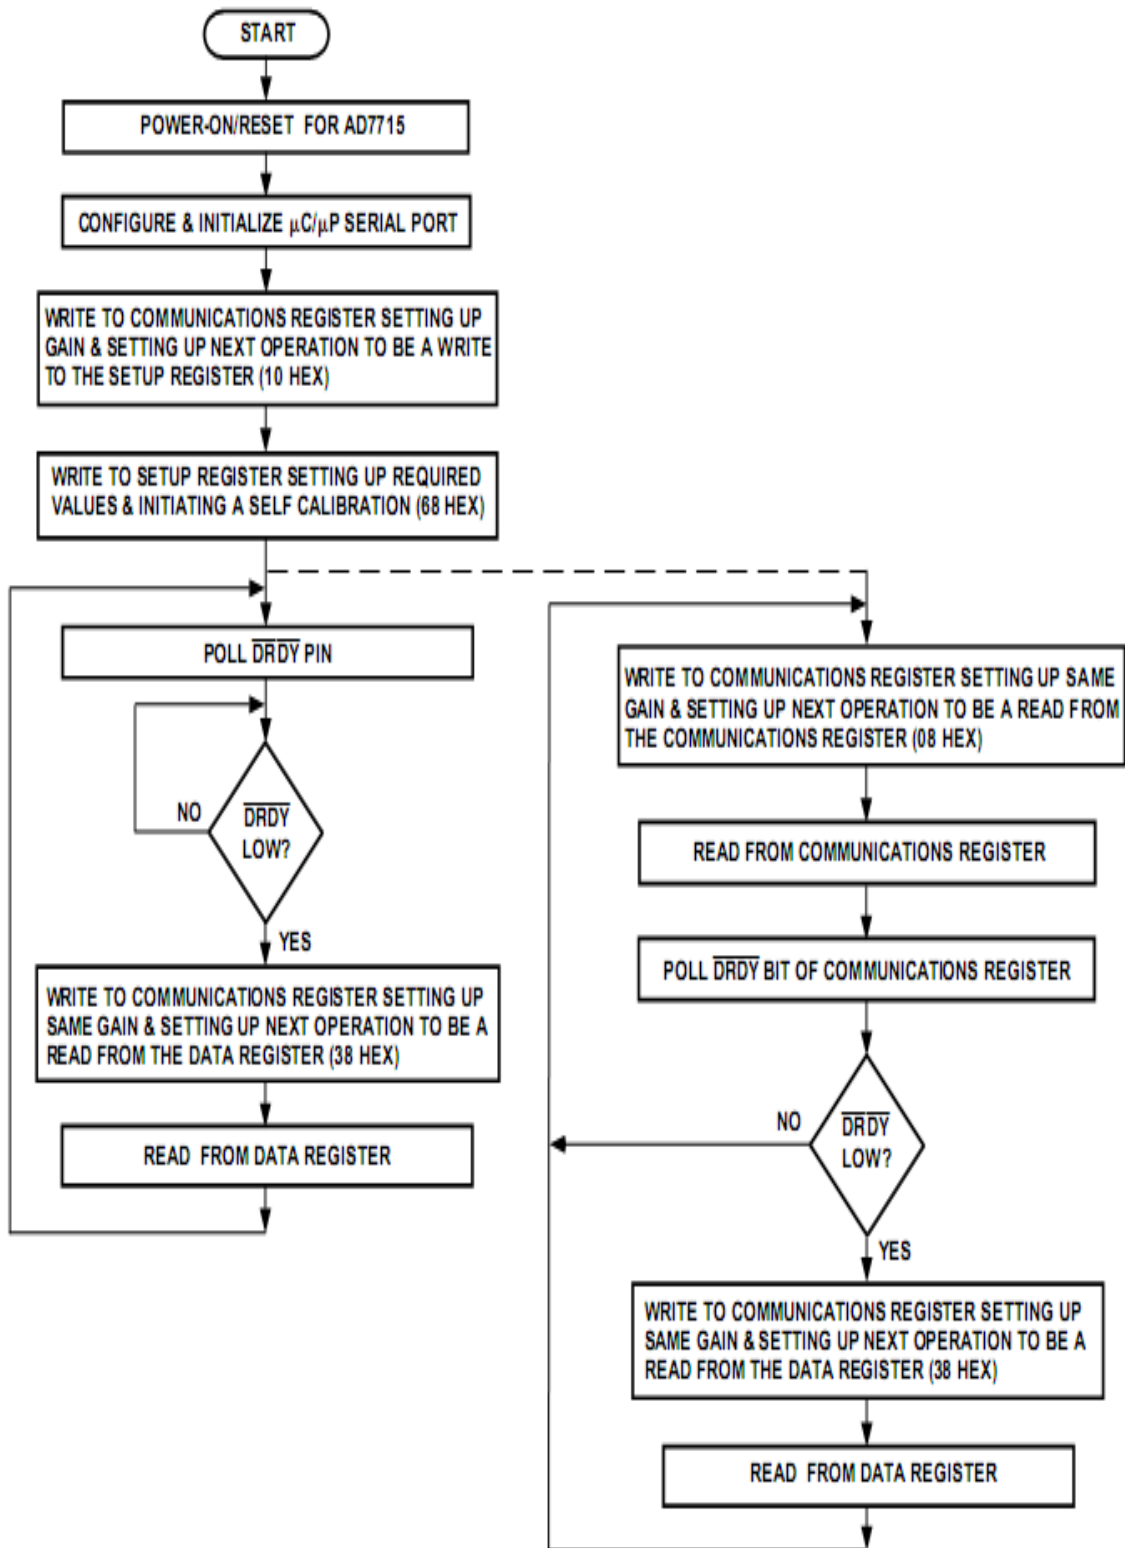 START
POWER-ON/RESET FOR AD7715
CONFIGURE & INITIALIZE μC/μP SERIAL PORT
WRITE TO COMMUNICATIONS REGISTER SETTING UP
GAIN & SETTING UP NEXT OPERATION TO BE A WRITE
TO THE SETUP REGISTER (10 HEX)
WRITE TO SETUP REGISTER SETTING UP REQUIRED
VALUES & INITIATING A SELF CALIBRATION (68 HEX)
POLL D̅R̅D̅Y̅ PIN
NO
D̅R̅D̅Y̅
LOW?
YES
WRITE TO COMMUNICATIONS REGISTER SETTING UP
SAME GAIN & SETTING UP NEXT OPERATION TO BE A
READ FROM THE DATA REGISTER (38 HEX)
READ FROM DATA REGISTER
WRITE TO COMMUNICATIONS REGISTER SETTING UP SAME
GAIN & SETTING UP NEXT OPERATION TO BE A READ FROM
THE COMMUNICATIONS REGISTER (08 HEX)
READ FROM COMMUNICATIONS REGISTER
POLL D̅R̅D̅Y̅ BIT OF COMMUNICATIONS REGISTER
NO
D̅R̅D̅Y̅
LOW?
YES
WRITE TO COMMUNICATIONS REGISTER SETTING UP
SAME GAIN & SETTING UP NEXT OPERATION TO BE A
READ FROM THE DATA REGISTER (38 HEX)
READ FROM DATA REGISTER